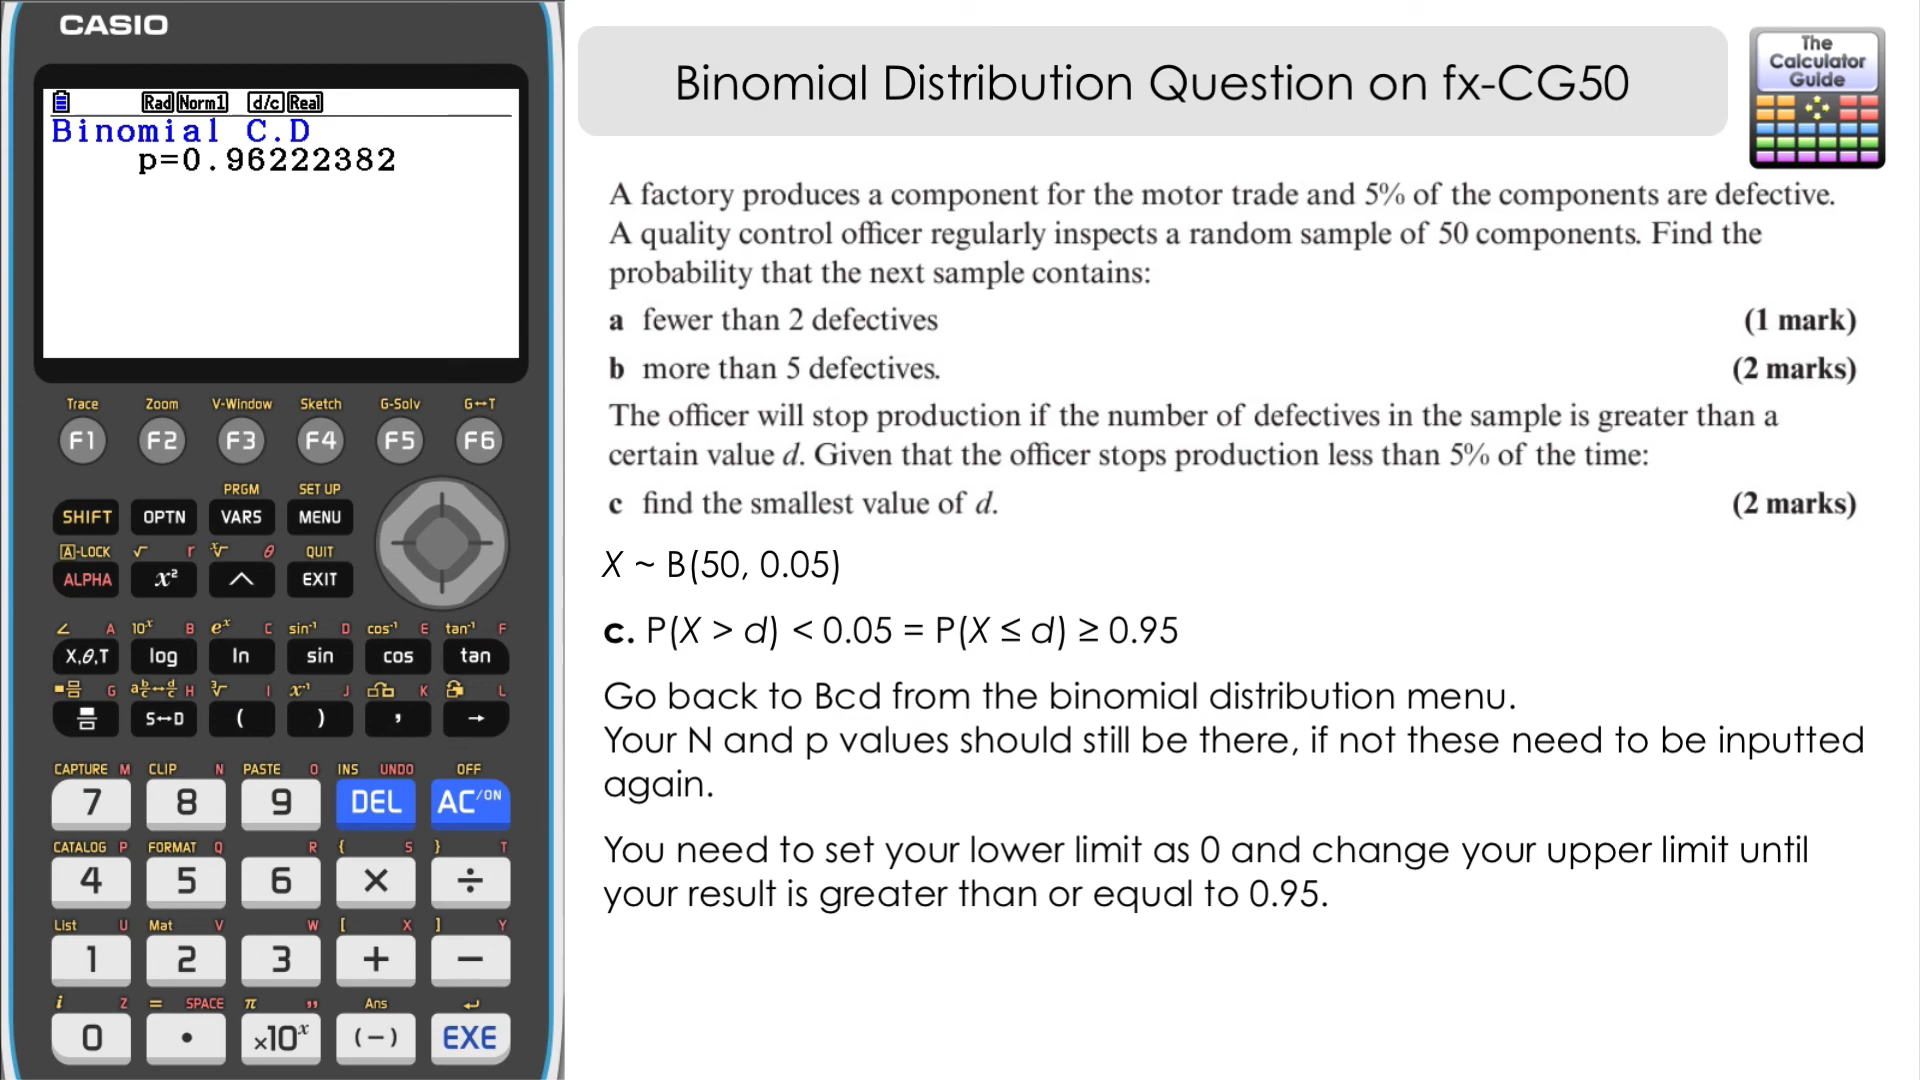 CASIO
Rad Norm1 d/c Real
Binomial C.D
p=0.96222382
Trace Zoom V-Window Sketch G-Solv G↔T
F1 F2 F3 F4 F5 F6
PRGM SET UP
SHIFT OPTN VARS MENU
A-LOCK √ r ˣ√ θ QUIT
ALPHA x² ^ EXIT
∠ A 10ˣ B eˣ C sin⁻¹ D cos⁻¹ E tan⁻¹ F
X,θ,T log ln sin cos tan
G a b/c↔d/c H ³√ I x⁻¹ J K L
S↔D ( ) , →
CAPTURE M CLIP N PASTE O INS UNDO OFF
7 8 9 DEL AC/ON
CATALOG P FORMAT Q R { S } T
4 5 6 × ÷
List U Mat V W [ X ] Y
1 2 3 + −
i Z = SPACE π " Ans ↵
0 • ×10ˣ (−) EXE
Binomial Distribution Question on fx-CG50
The
Calculator
Guide
A factory produces a component for the motor trade and 5% of the components are defective.
A quality control officer regularly inspects a random sample of 50 components. Find the
probability that the next sample contains:
a fewer than 2 defectives (1 mark)
b more than 5 defectives. (2 marks)
The officer will stop production if the number of defectives in the sample is greater than a
certain value d. Given that the officer stops production less than 5% of the time:
c find the smallest value of d. (2 marks)
X ~ B(50, 0.05)
c. P(X > d) < 0.05 = P(X ≤ d) ≥ 0.95
Go back to Bcd from the binomial distribution menu.
Your N and p values should still be there, if not these need to be inputted
again.
You need to set your lower limit as 0 and change your upper limit until
your result is greater than or equal to 0.95.